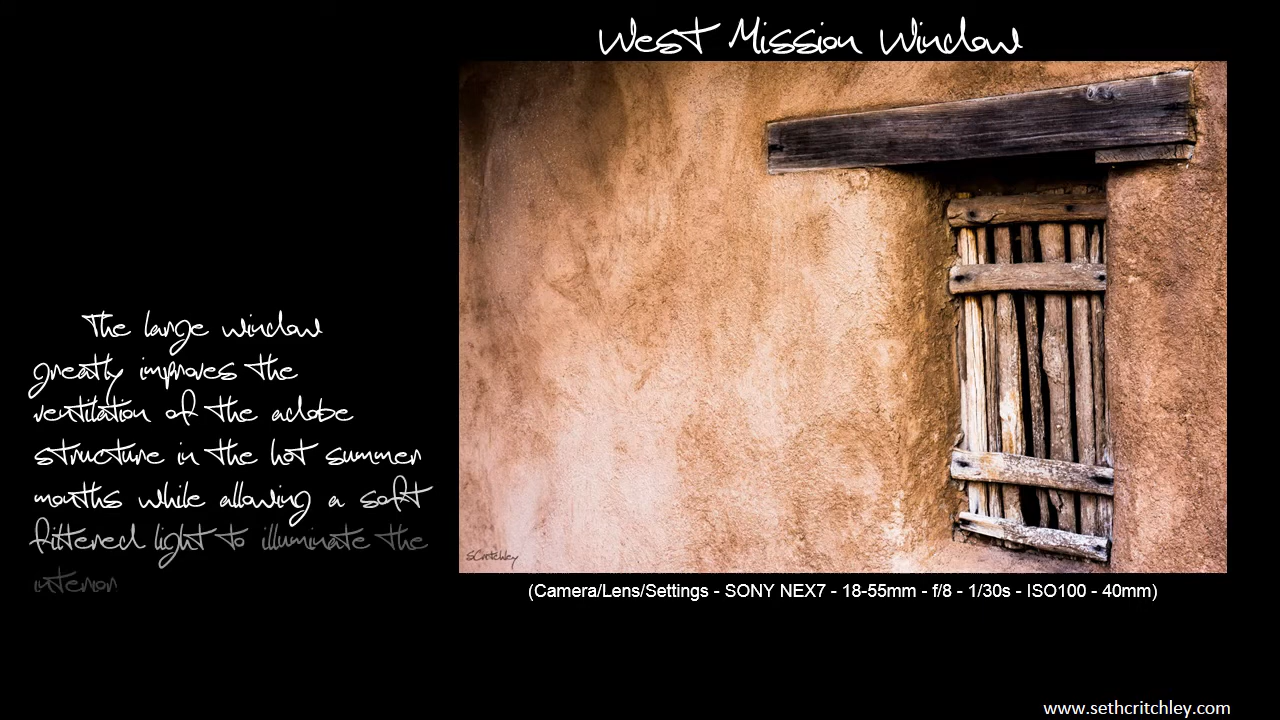 West Mission Window
The large window
greatly improves the
ventilation of the adobe
structure in the hot summer
months while allowing a soft
filtered light to illuminate the
interior
SCritchley
(Camera/Lens/Settings - SONY NEX7 - 18-55mm - f/8 - 1/30s - ISO100 - 40mm)
www.sethcritchley.com